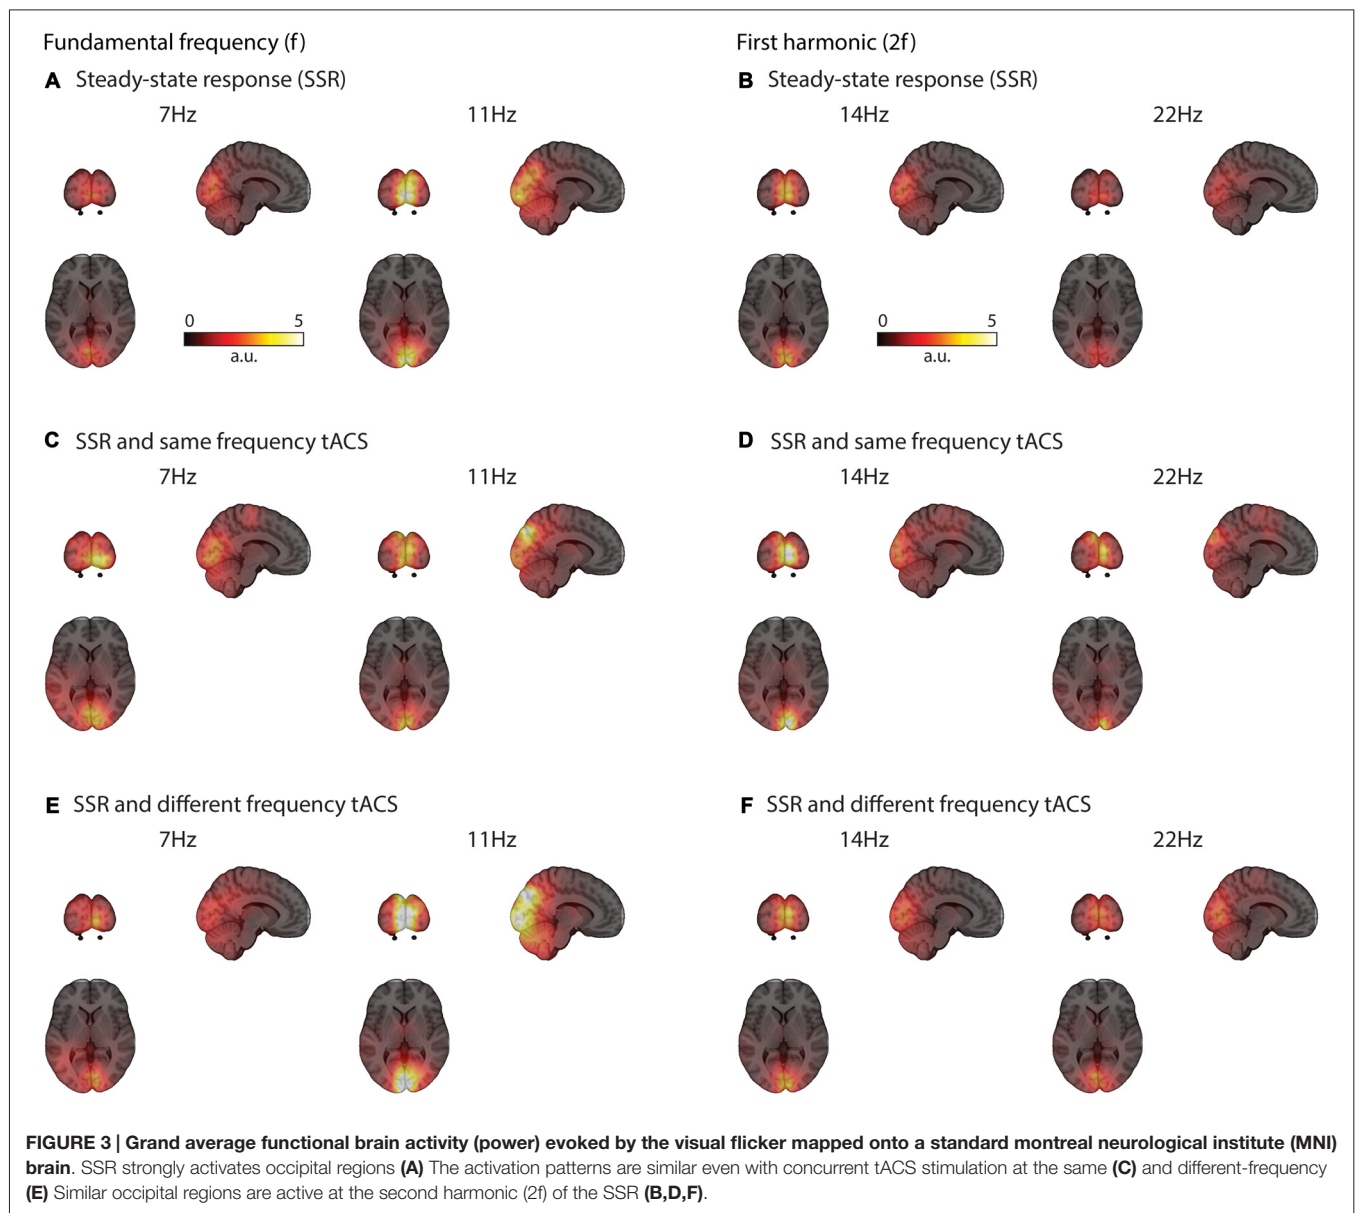 Fundamental frequency (f)
First harmonic (2f)
A Steady-state response (SSR)
B Steady-state response (SSR)
7Hz
11Hz
14Hz
22Hz
0 5
a.u.
0 5
a.u.
C SSR and same frequency tACS
D SSR and same frequency tACS
7Hz
11Hz
14Hz
22Hz
E SSR and different frequency tACS
F SSR and different frequency tACS
7Hz
11Hz
14Hz
22Hz
FIGURE 3 | Grand average functional brain activity (power) evoked by the visual flicker mapped onto a standard montreal neurological institute (MNI)
brain. SSR strongly activates occipital regions (A) The activation patterns are similar even with concurrent tACS stimulation at the same (C) and different-frequency
(E) Similar occipital regions are active at the second harmonic (2f) of the SSR (B,D,F).